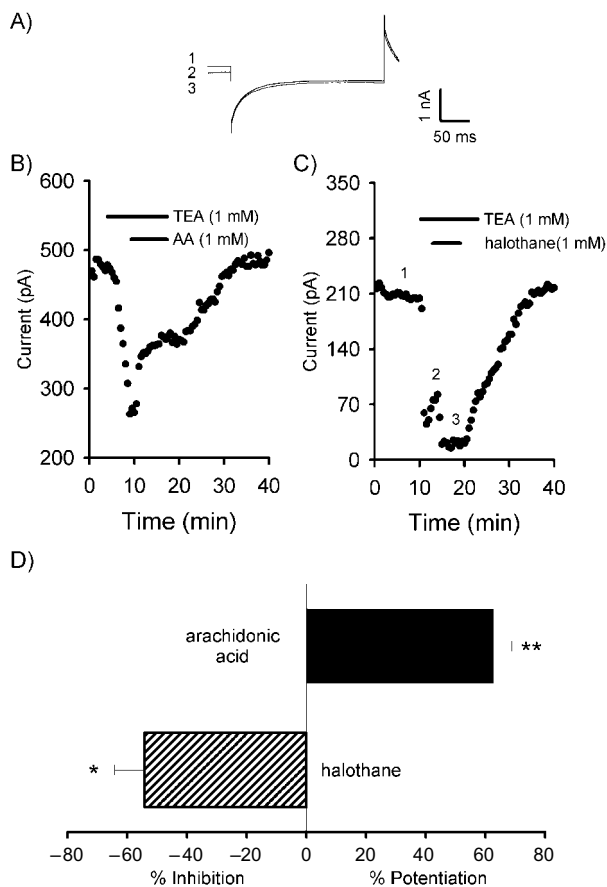 A)
1
2
3
1 nA
50 ms
B)
600
500
400
300
200
TEA (1 mM)
AA (1 mM)
Current (pA)
0 10 20 30 40
Time (min)
C)
350
280
210
140
70
0
TEA (1 mM)
halothane(1 mM)
1
2
3
Current (pA)
0 10 20 30 40
Time (min)
D)
arachidonic
acid
**
*
halothane
−80 −60 −40 −20 0 20 40 60 80
% Inhibition % Potentiation